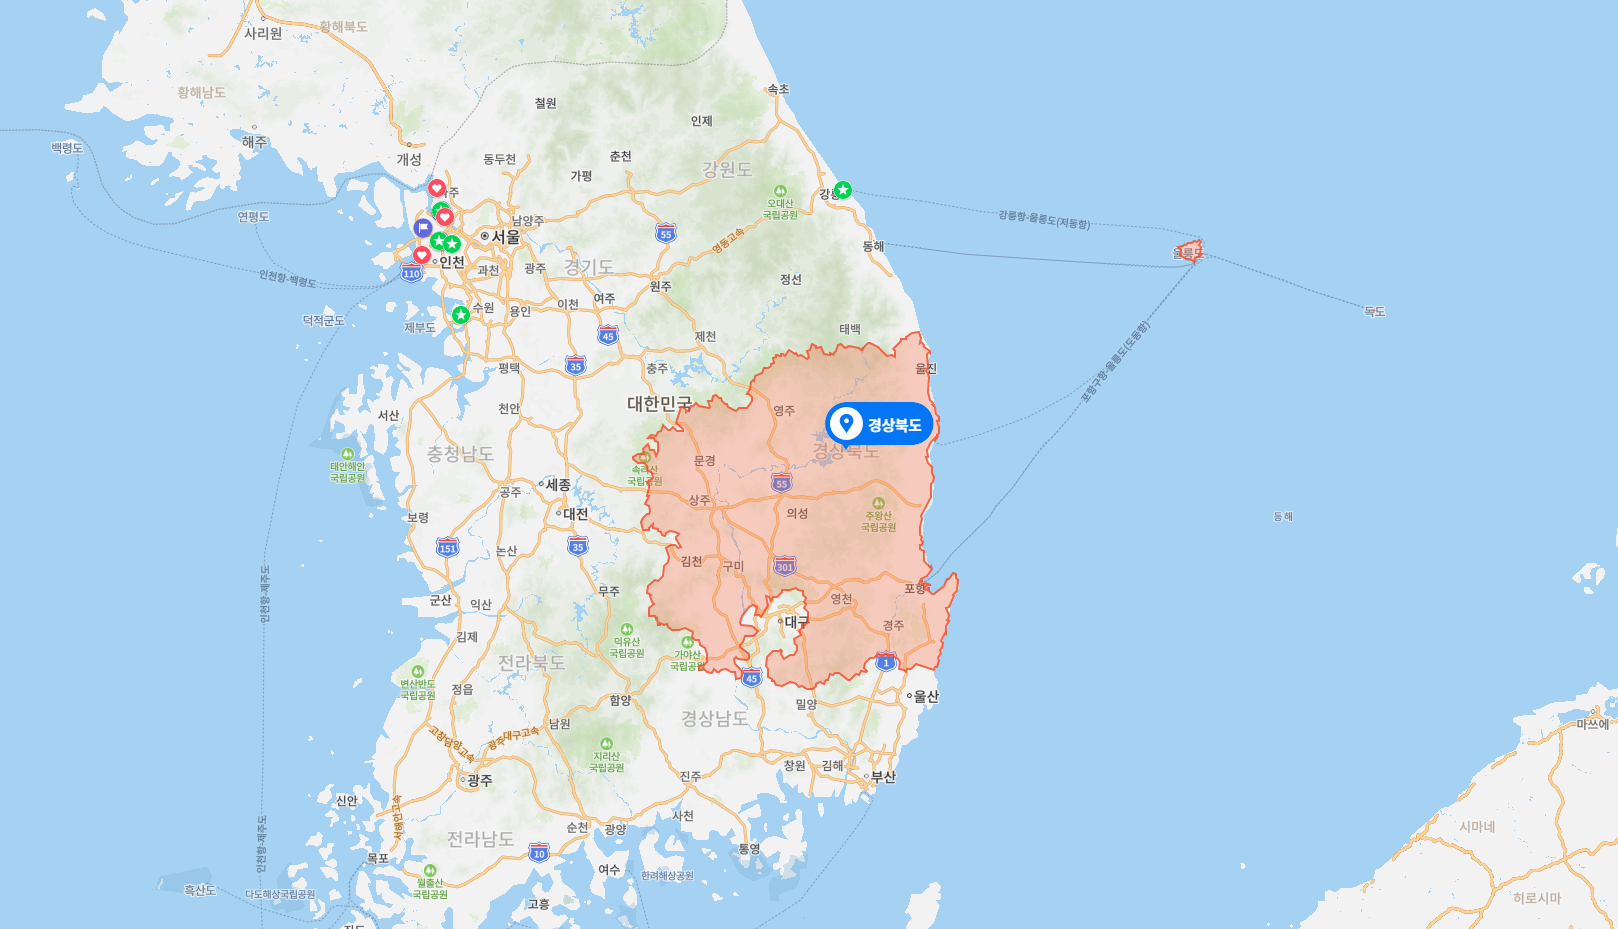 사리원
황해북도
황해남도
속초
철원
인제
해주
백령도
개성
동두천
춘천
가평
강원도
오대산
국립공원
강릉항-울릉도(저동항)
연평도
남양주
서울
55
영동고속
동해
울릉도
인천
과천
광주
경기도
110
인천항-백령도
정선
원주
여주
이천
수원
용인
덕적군도
제부도
독도
태백
45
제천
35
충주
평택
울진
포항구항-울릉도(도동항)
대한민국
천안
서산
영주
경상북도
경상북도
충청남도
태안해안
국립공원
문경
속리산
국립공원
55
세종
공주
상주
의성
주왕산
국립공원
보령
대전
동해
151
논산
35
김천
구미
301
인천항-제주도
무주
포항
군산
익산
영천
대구
경주
김제
덕유산
국립공원
가야산
국립공원
전라북도
1
변산반도
국립공원
정읍
45
함양
밀양
울산
경상남도
남원
고창담양고속
광주대구고속
마쓰에
지리산
국립공원
광주
진주
창원
김해
부산
신안
서해안고속
인천항-제주도
사천
순천
광양
시마네
전라남도
10
통영
목포
여수
한려해상공원
월출산
국립공원
흑산도
다도해상국립공원
고흥
히로시마
진도